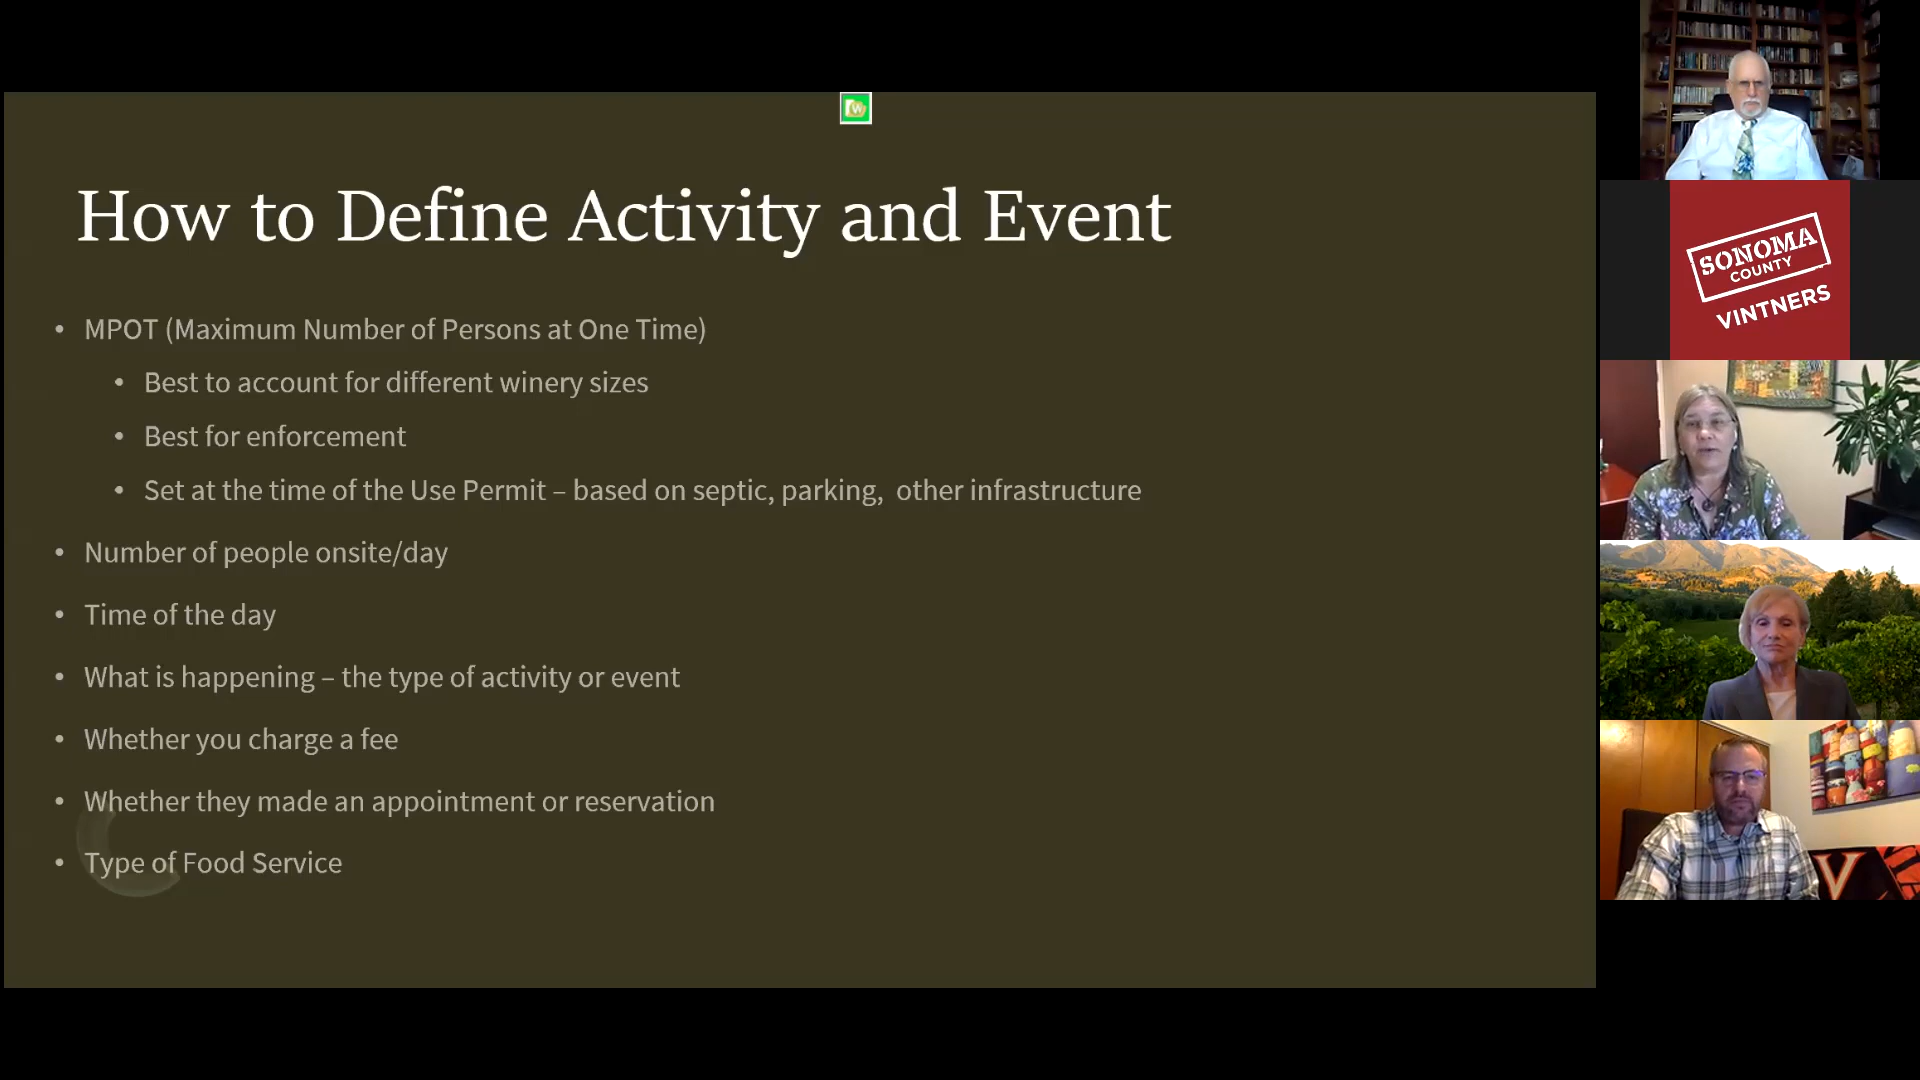 How to Define Activity and Event
• MPOT (Maximum Number of Persons at One Time)
• Best to account for different winery sizes
• Best for enforcement
• Set at the time of the Use Permit – based on septic, parking, other infrastructure
• Number of people onsite/day
• Time of the day
• What is happening – the type of activity or event
• Whether you charge a fee
• Whether they made an appointment or reservation
• Type of Food Service
SONOMA
COUNTY
VINTNERS
V